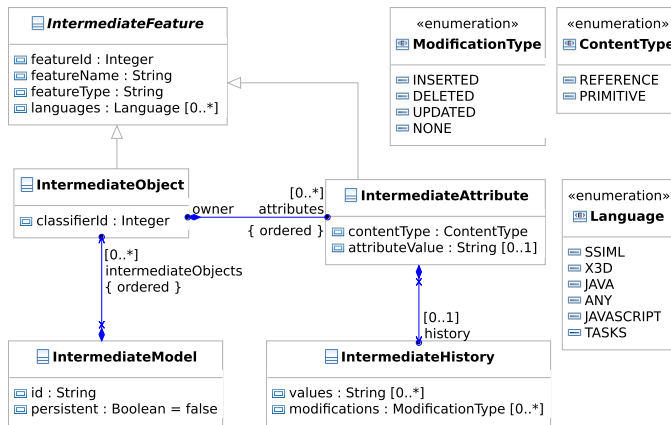 IntermediateFeature
featureId : Integer
featureName : String
featureType : String
languages : Language [0..*]
«enumeration»
ModificationType
INSERTED
DELETED
UPDATED
NONE
«enumeration»
ContentType
REFERENCE
PRIMITIVE
IntermediateObject
classifierId : Integer
owner
[0..*]
attributes
{ ordered }
IntermediateAttribute
contentType : ContentType
attributeValue : String [0..1]
«enumeration»
Language
SSIML
X3D
JAVA
ANY
JAVASCRIPT
TASKS
[0..*]
intermediateObjects
{ ordered }
[0..1]
history
IntermediateModel
id : String
persistent : Boolean = false
IntermediateHistory
values : String [0..*]
modifications : ModificationType [0..*]